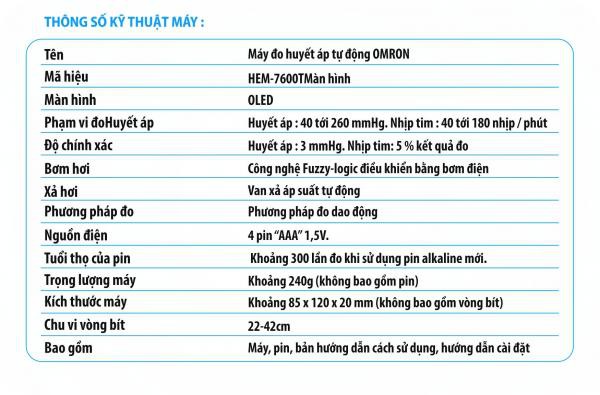 THÔNG SỐ KỸ THUẬT MÁY :
Tên Máy đo huyết áp tự động OMRON
Mã hiệu HEM-7600TMàn hình
Màn hình OLED
Phạm vi đoHuyết áp Huyết áp : 40 tới 260 mmHg. Nhịp tim : 40 tới 180 nhịp / phút
Độ chính xác Huyết áp : 3 mmHg. Nhịp tim: 5 % kết quả đo
Bơm hơi Công nghệ Fuzzy-logic điều khiển bằng bơm điện
Xả hơi Van xả áp suất tự động
Phương pháp đo Phương pháp đo dao động
Nguồn điện 4 pin “AAA” 1,5V.
Tuổi thọ của pin Khoảng 300 lần đo khi sử dụng pin alkaline mới.
Trọng lượng máy Khoảng 240g (không bao gồm pin)
Kích thước máy Khoảng 85 x 120 x 20 mm (không bao gồm vòng bít)
Chu vi vòng bít 22-42cm
Bao gồm Máy, pin, bản hướng dẫn cách sử dụng, hướng dẫn cài đặt